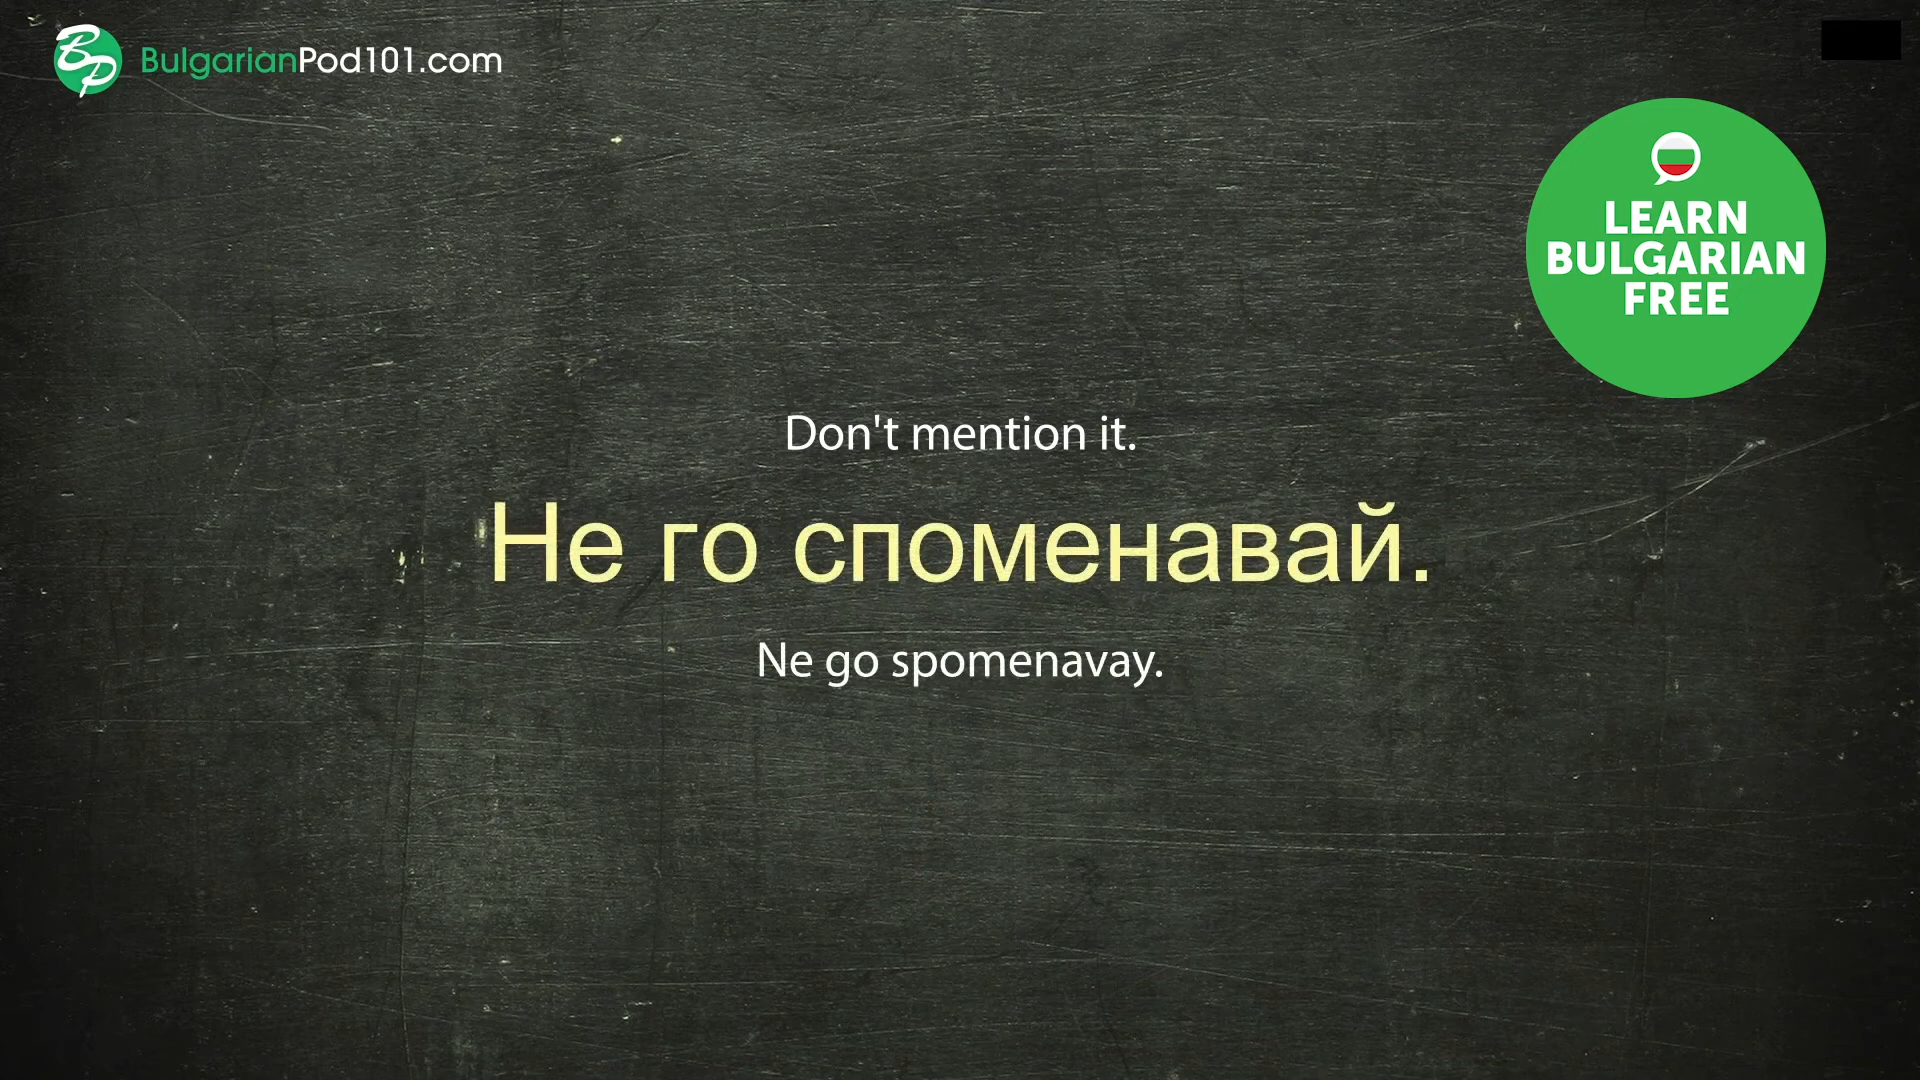 BulgarianPod101.com
LEARN
BULGARIAN
FREE
Don't mention it.
Не го споменавай.
Ne go spomenavay.